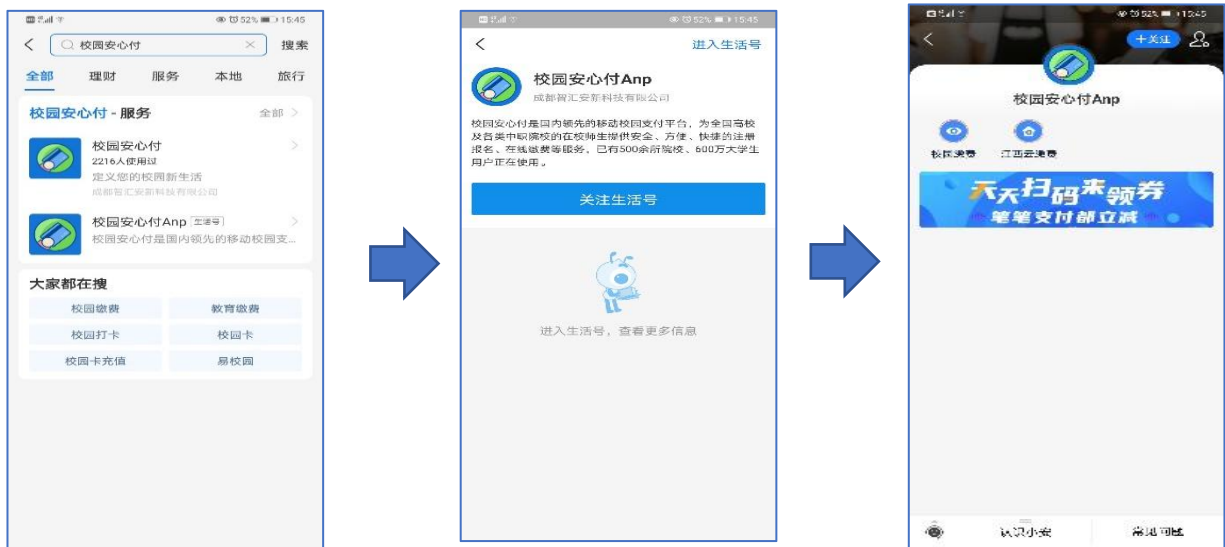 52% 15:45
校园安心付
搜索
全部 理财 服务 本地 旅行
校园安心付 - 服务 全部
校园安心付
2216人使用过
定义您的校园新生活
成都智汇安新科技有限公司
校园安心付Anp 生活号
校园安心付是国内领先的移动校园支...
大家都在搜
校园缴费 教育缴费
校园打卡 校园卡
校园卡充值 易校园
52% 15:45
进入生活号
校园安心付Anp
成都智汇安新科技有限公司
校园安心付是国内领先的移动校园支付平台，为全国高校
及各类中职院校的在校师生提供安全、方便、快捷的注册
报名、在线缴费等服务，已有500余所院校、600万大学生
用户正在使用。
关注生活号
进入生活号，查看更多信息
52% 15:45
+关注
校园安心付Anp
校园缴费 江西云缴费
天天扫码来领券
笔笔支付都立减
认识小安 常见问题